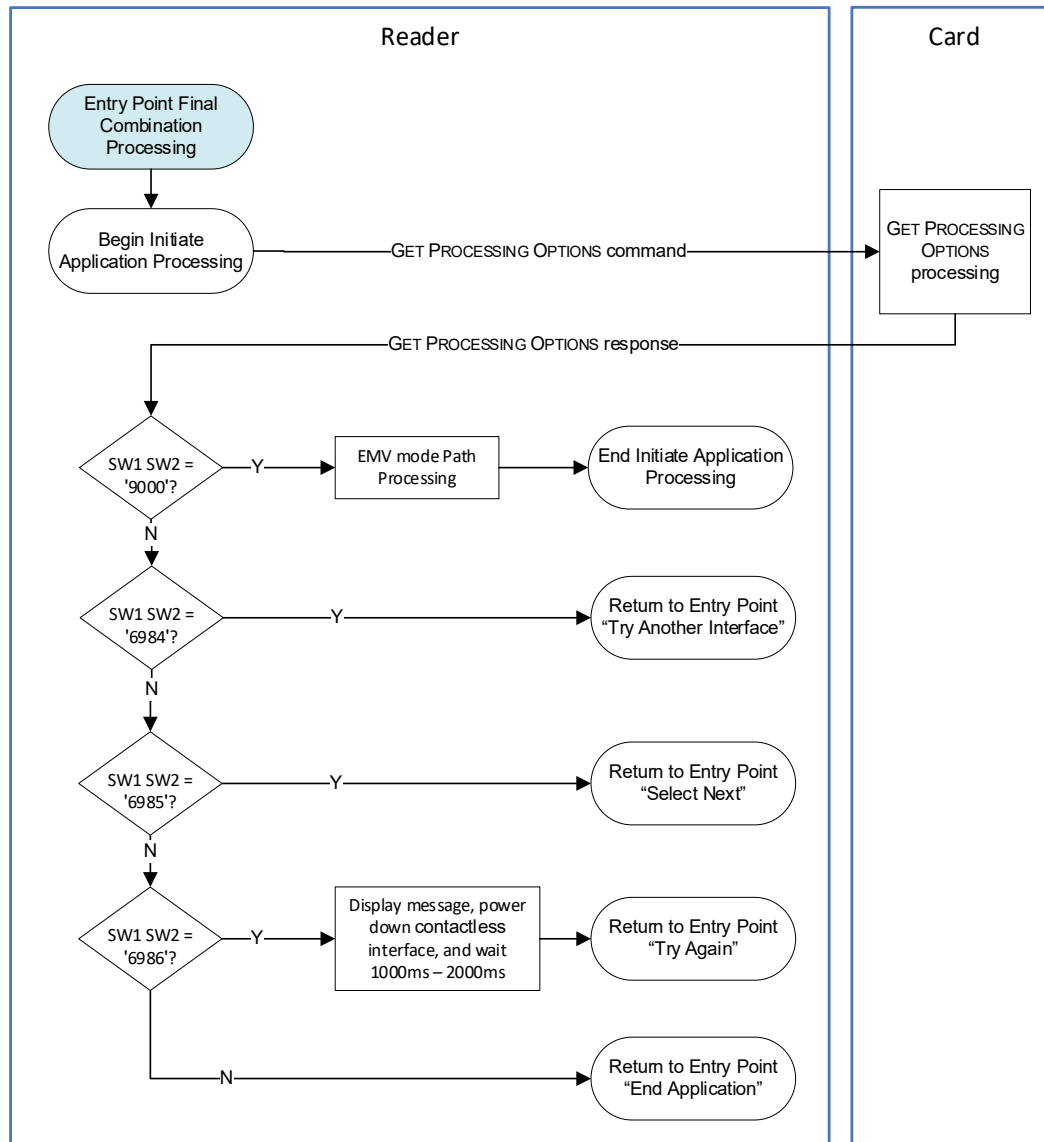 Reader
Card
Entry Point Final
Combination
Processing
Begin Initiate
Application Processing
GET PROCESSING OPTIONS command
GET PROCESSING
OPTIONS
processing
GET PROCESSING OPTIONS response
SW1 SW2 =
'9000'?
Y
EMV mode Path
Processing
End Initiate Application
Processing
N
SW1 SW2 =
'6984'?
Y
Return to Entry Point
“Try Another Interface”
N
SW1 SW2 =
'6985'?
Y
Return to Entry Point
“Select Next”
N
SW1 SW2 =
'6986'?
Y
Display message, power
down contactless
interface, and wait
1000ms – 2000ms
Return to Entry Point
“Try Again”
N
Return to Entry Point
“End Application”